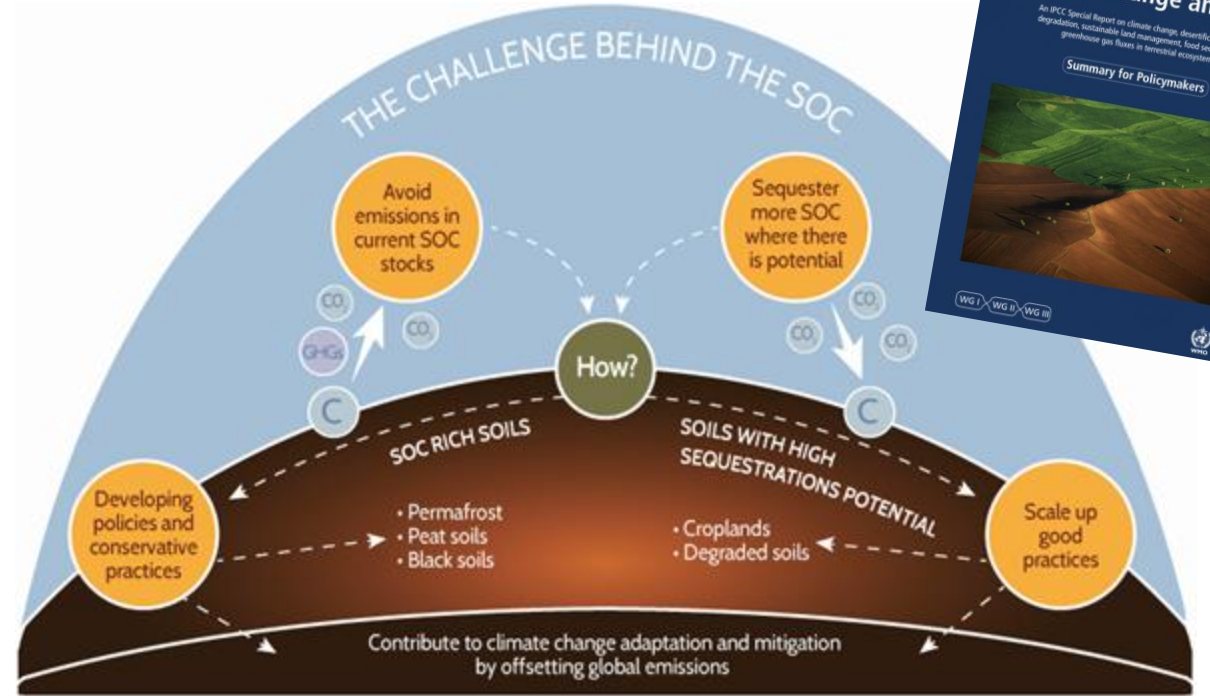 THE CHALLENGE BEHIND THE SOC
Avoid
emissions in
current SOC
stocks
Sequester
more SOC
where there
is potential
CO₂
CO₂
GHGs
C
How?
CO₂
CO₂
CO₂
C
SOC RICH SOILS
SOILS WITH HIGH
SEQUESTRATIONS POTENTIAL
Developing
policies and
conservative
practices
• Permafrost
• Peat soils
• Black soils
• Croplands
• Degraded soils
Scale up
good
practices
Contribute to climate change adaptation and mitigation
by offsetting global emissions
An IPCC Special Report on climate change,
degradation, sustainable land management, food
greenhouse gas fluxes in terrestrial
Summary for Policymakers
WG I WG II WG III
WMO